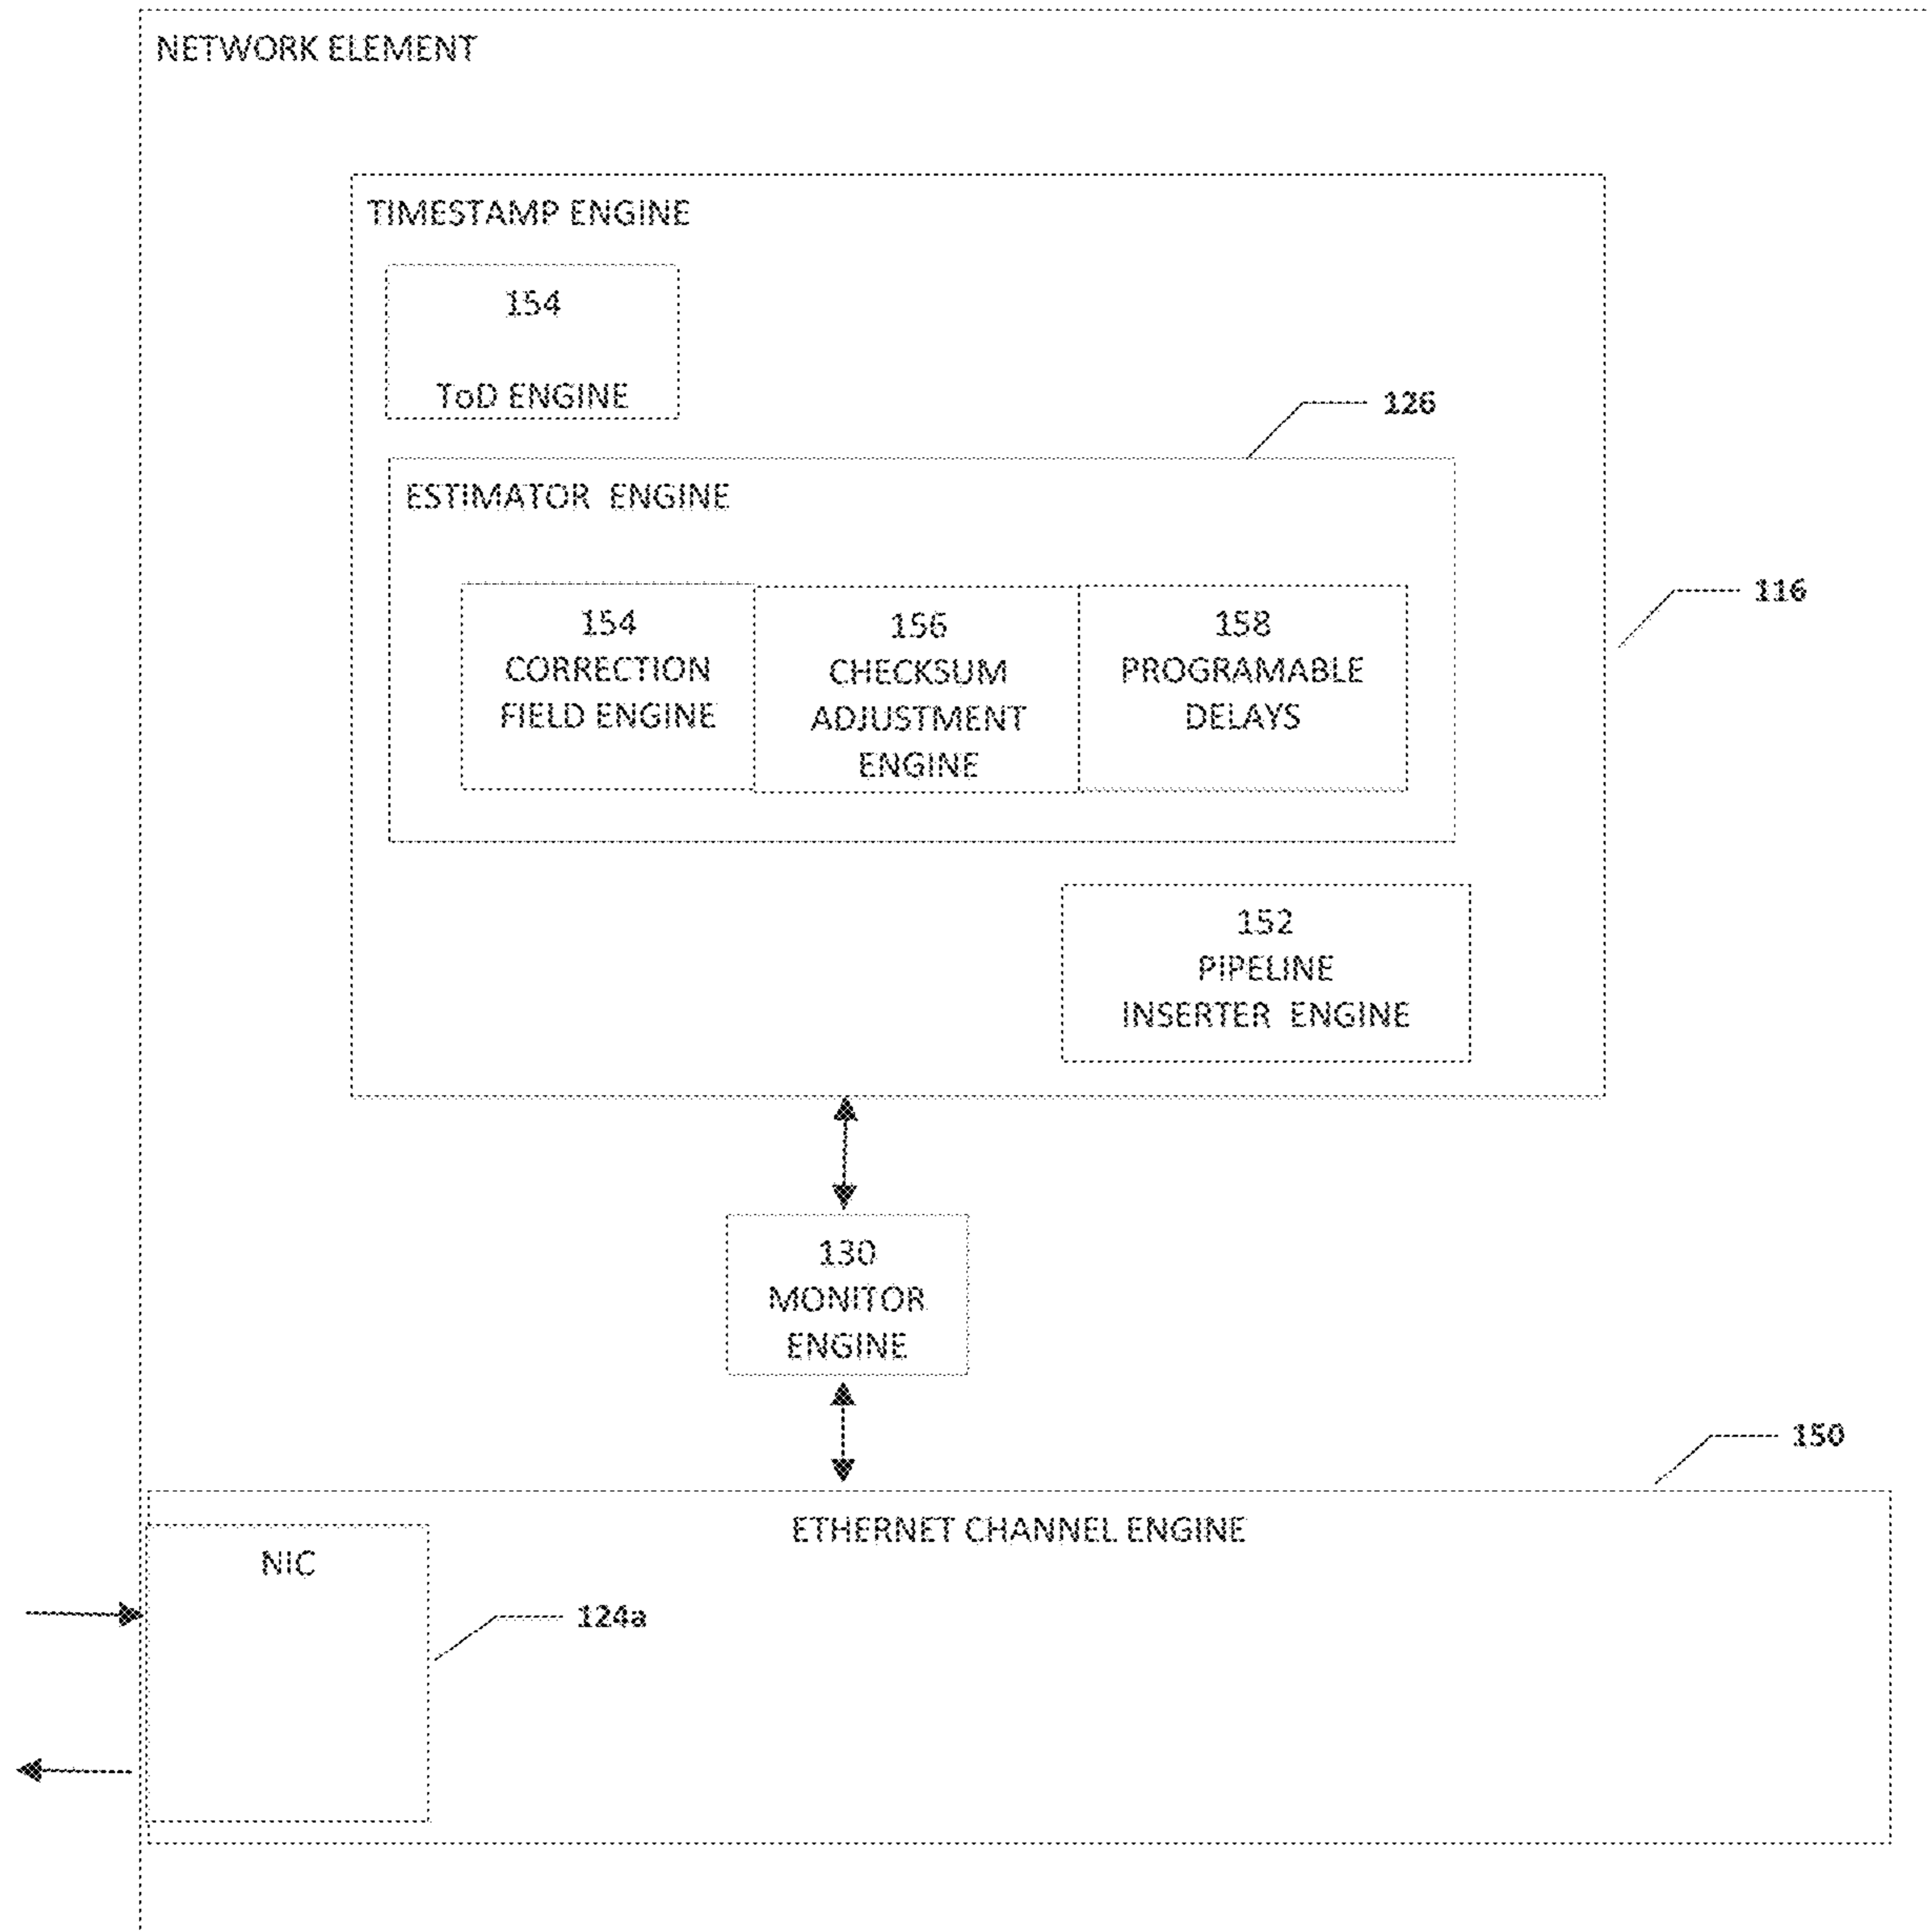 NETWORK ELEMENT
TIMESTAMP ENGINE
154
ToD ENGINE
126
ESTIMATOR ENGINE
154
CORRECTION
FIELD ENGINE
156
CHECKSUM
ADJUSTMENT
ENGINE
158
PROGRAMABLE
DELAYS
116
152
PIPELINE
INSERTER ENGINE
130
MONITOR
ENGINE
150
ETHERNET CHANNEL ENGINE
NIC
124a